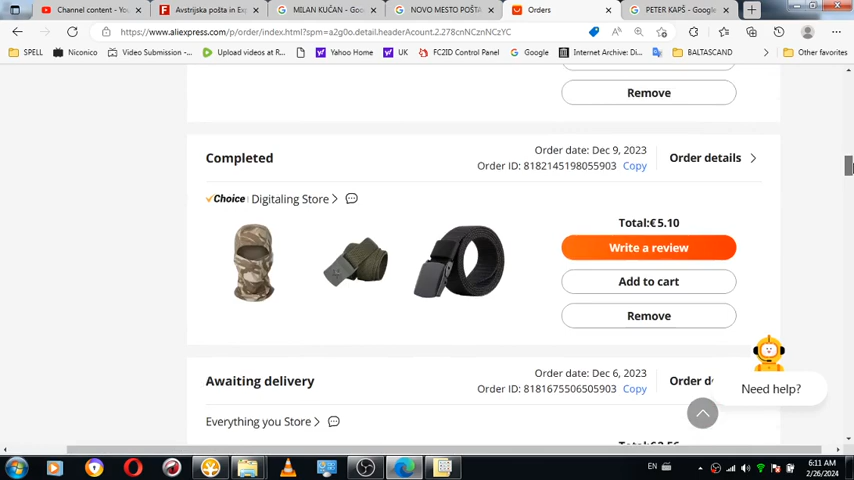 Channel content - Yo
Avstrijska pošta in Ex
MILAN KUČAN - Goo
NOVO MESTO POŠTA
Orders
PETER KAPŠ - Google
https://www.aliexpress.com/p/order/index.html?spm=a2g0o.detail.headerAcount.2.278cnNCznNCzYC
SPELL
Niconico
Video Submission -...
Upload videos at R...
Yahoo Home
UK
FC2ID Control Panel
Google
Internet Archive: Di...
BALTASCAND
Other favorites
Remove
Completed
Order date: Dec 9, 2023
Order ID: 8182145198055903 Copy
Order details
Choice Digitaling Store
Total:€5.10
Write a review
Add to cart
Remove
Awaiting delivery
Order date: Dec 6, 2023
Order ID: 8181675506505903 Copy
Order d
Need help?
Everything you Store
EN
6:11 AM
2/26/2024